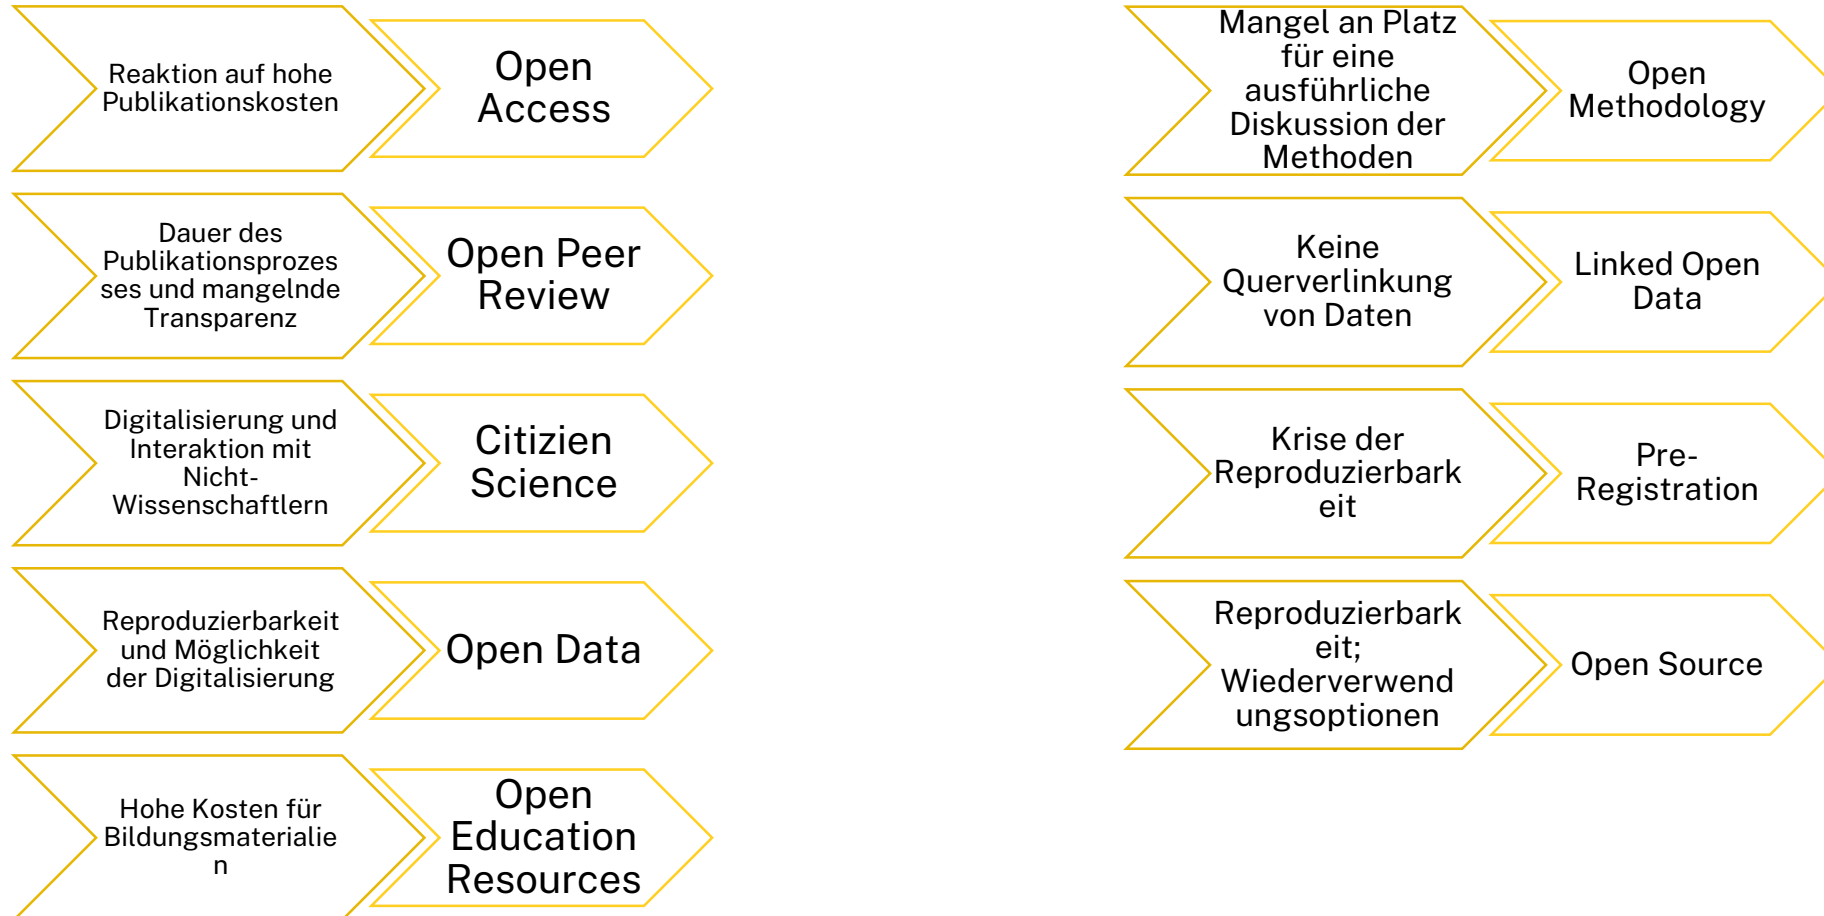 Reaktion auf hohe
Publikationskosten
Open
Access
Dauer des
Publikationsprozes
ses und mangelnde
Transparenz
Open Peer
Review
Digitalisierung und
Interaktion mit
Nicht-
Wissenschaftlern
Citizien
Science
Reproduzierbarkeit
und Möglichkeit
der Digitalisierung
Open Data
Hohe Kosten für
Bildungsmaterialie
n
Open
Education
Resources
Mangel an Platz
für eine
ausführliche
Diskussion der
Methoden
Open
Methodology
Keine
Querverlinkung
von Daten
Linked Open
Data
Krise der
Reproduzierbark
eit
Pre-
Registration
Reproduzierbark
eit;
Wiederverwend
ungsoptionen
Open Source